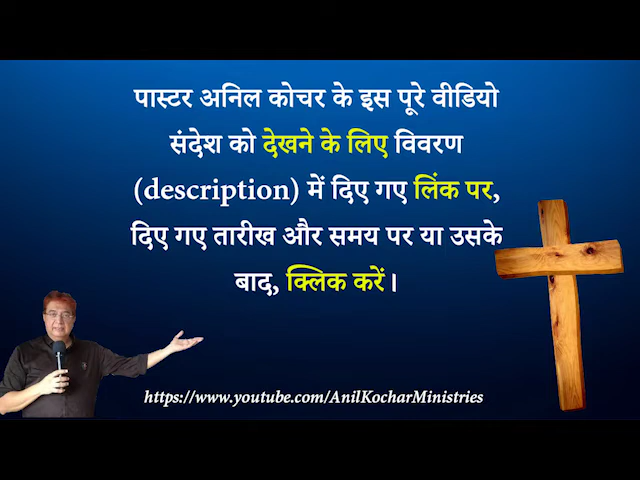 पास्टर अनिल कोचर के इस पूरे वीडियो
संदेश को देखने के लिए विवरण
(description) में दिए गए लिंक पर,
दिए गए तारीख और समय पर या उसके
बाद, क्लिक करें।
https://www.youtube.com/AnilKocharMinistries